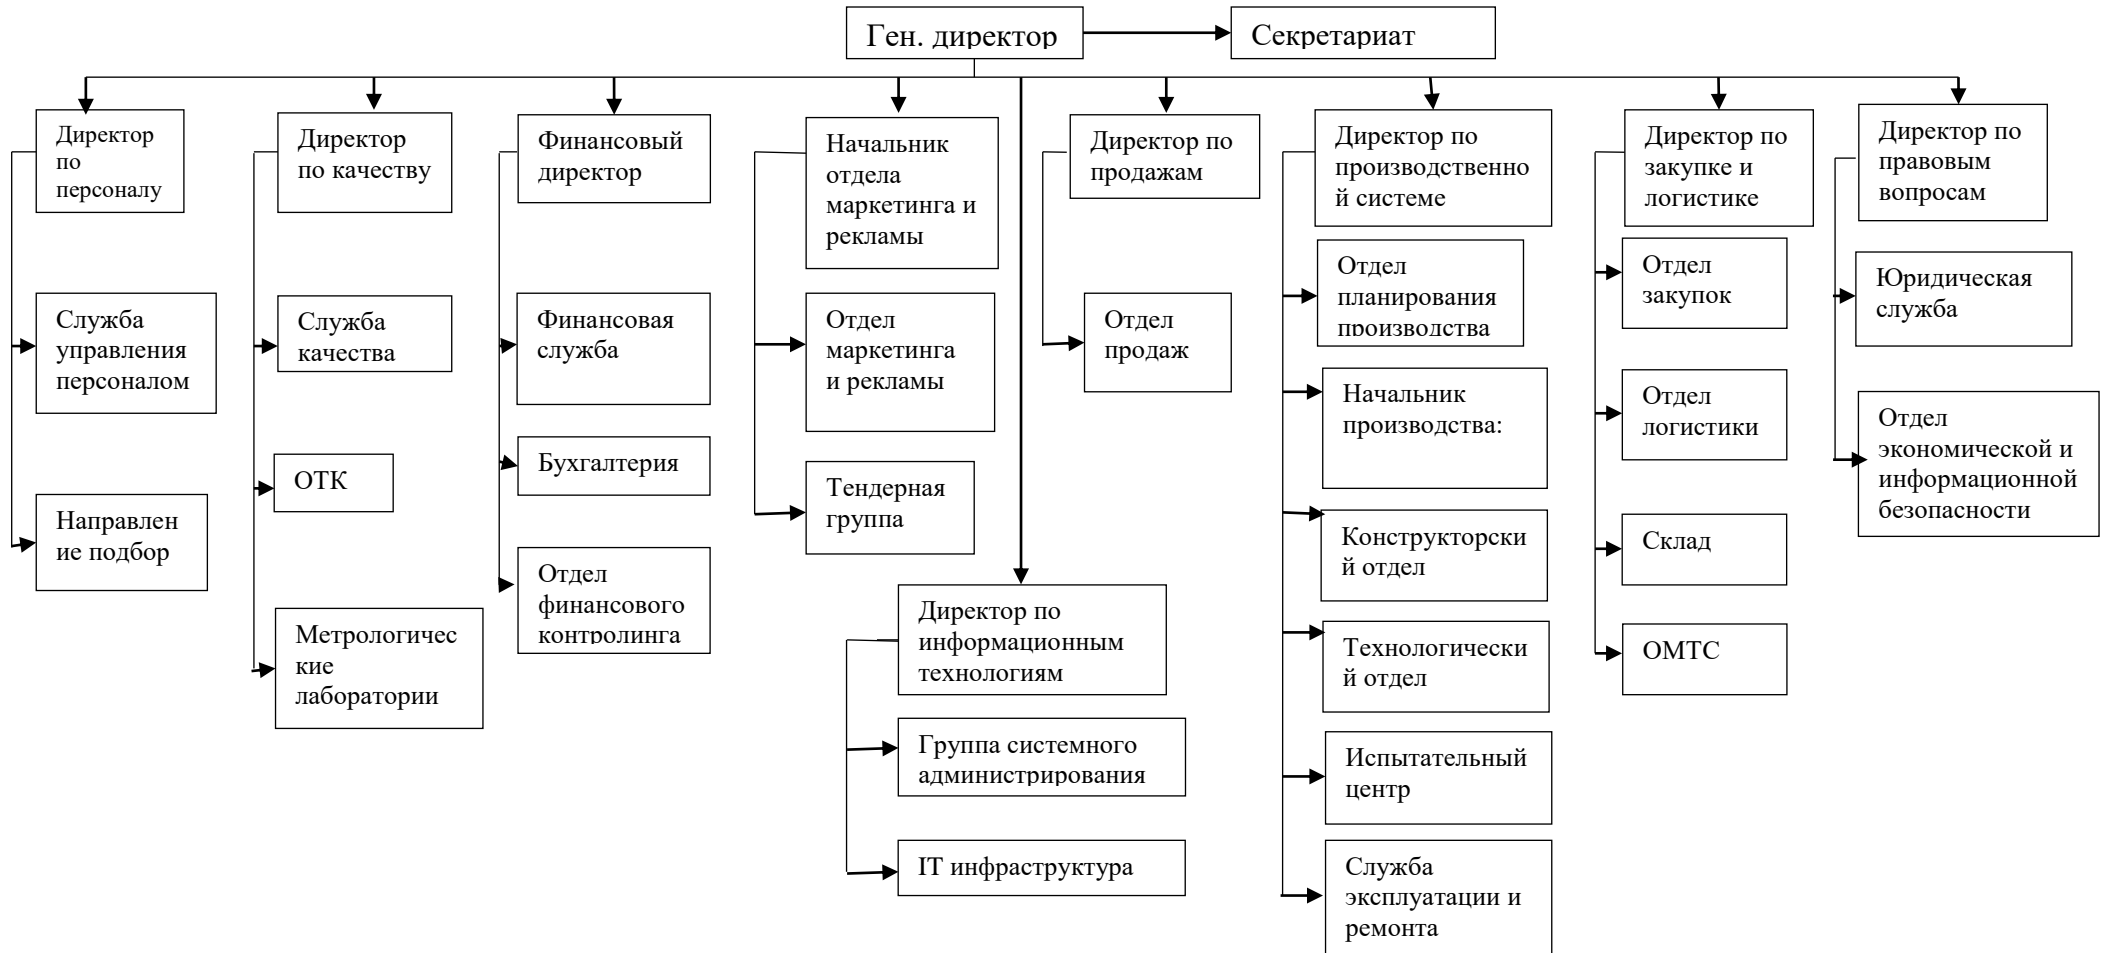 Ген. директор
Секретариат
Директор
по
персоналу
Служба
управления
персоналом
Направлен
ие подбор
Директор
по качеству
Служба
качества
ОТК
Метрологичес
кие
лаборатории
Финансовый
директор
Финансовая
служба
Бухгалтерия
Отдел
финансового
контролинга
Начальник
отдела
маркетинга и
рекламы
Отдел
маркетинга
и рекламы
Тендерная
группа
Директор по
информационным
технологиям
Группа системного
администрирования
IT инфраструктура
Директор по
продажам
Отдел
продаж
Директор по
производственно
й системе
Отдел
планирования
производства
Начальник
производства:
Конструкторски
й отдел
Технологически
й отдел
Испытательный
центр
Служба
эксплуатации и
ремонта
Директор по
закупке и
логистике
Отдел
закупок
Отдел
логистики
Склад
ОМТС
Директор по
правовым
вопросам
Юридическая
служба
Отдел
экономической и
информационной
безопасности